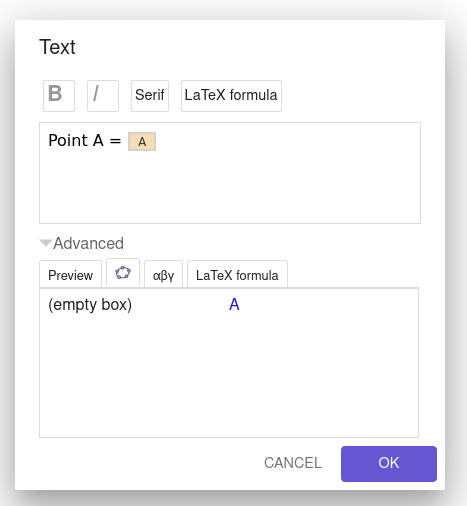 Text
B I Serif LaTeX formula
Point A = A
Advanced
Preview αβγ LaTeX formula
(empty box) A
CANCEL OK